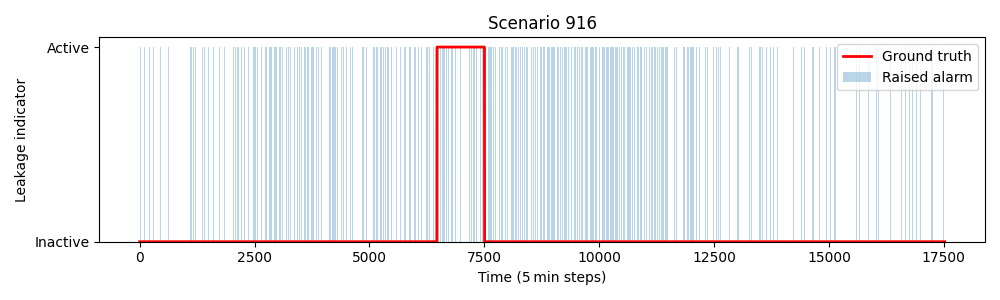 Scenario 916
Leakage indicator
Active
Inactive
Ground truth
Raised alarm
0 2500 5000 7500 10000 12500 15000 17500
Time (5 min steps)